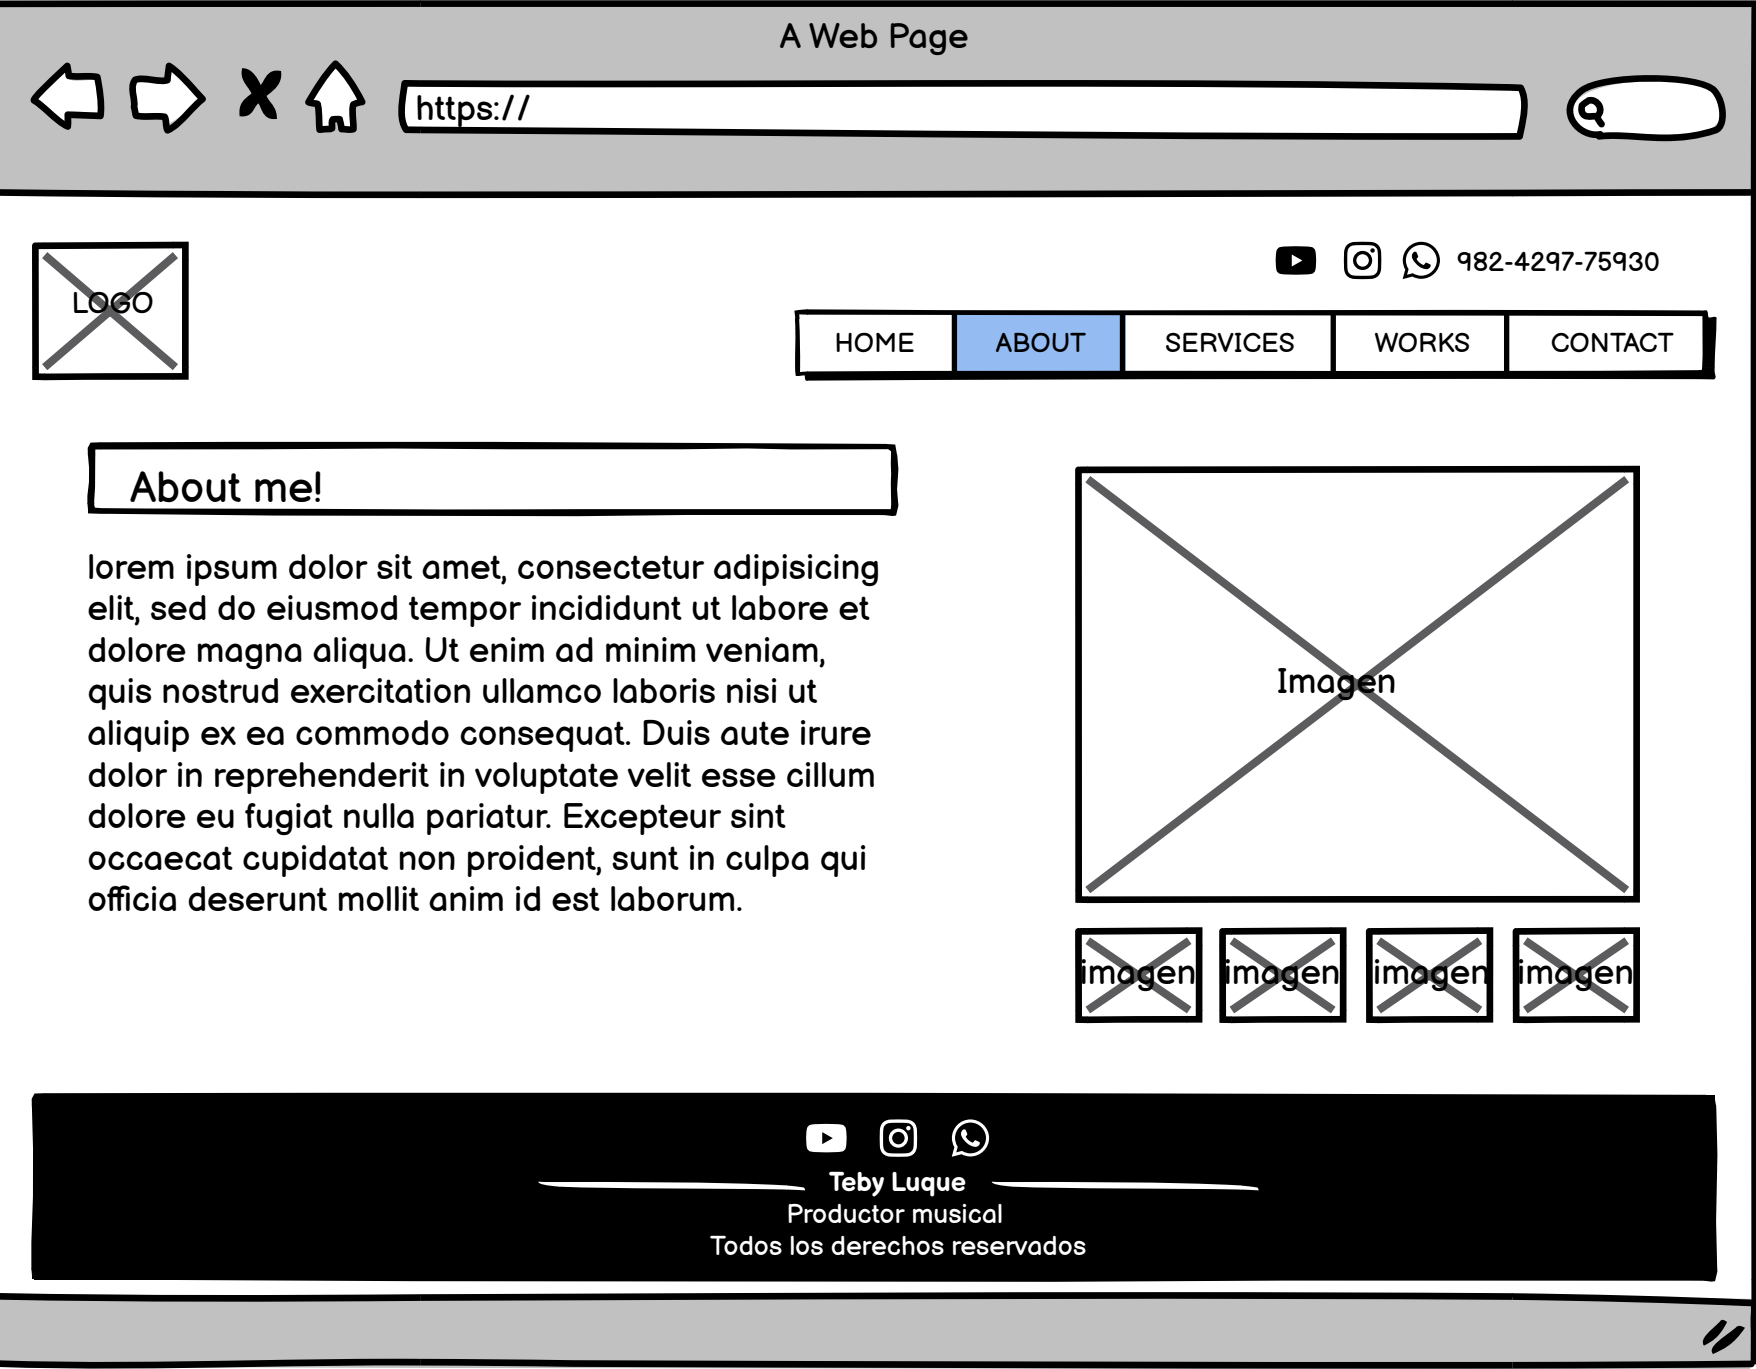 A Web Page
https://
LOGO
982-4297-75930
HOME ABOUT SERVICES WORKS CONTACT
About me!
lorem ipsum dolor sit amet, consectetur adipisicing
elit, sed do eiusmod tempor incididunt ut labore et
dolore magna aliqua. Ut enim ad minim veniam,
quis nostrud exercitation ullamco laboris nisi ut
aliquip ex ea commodo consequat. Duis aute irure
dolor in reprehenderit in voluptate velit esse cillum
dolore eu fugiat nulla pariatur. Excepteur sint
occaecat cupidatat non proident, sunt in culpa qui
officia deserunt mollit anim id est laborum.
Imagen
imagen imagen imagen imagen
Teby Luque
Productor musical
Todos los derechos reservados